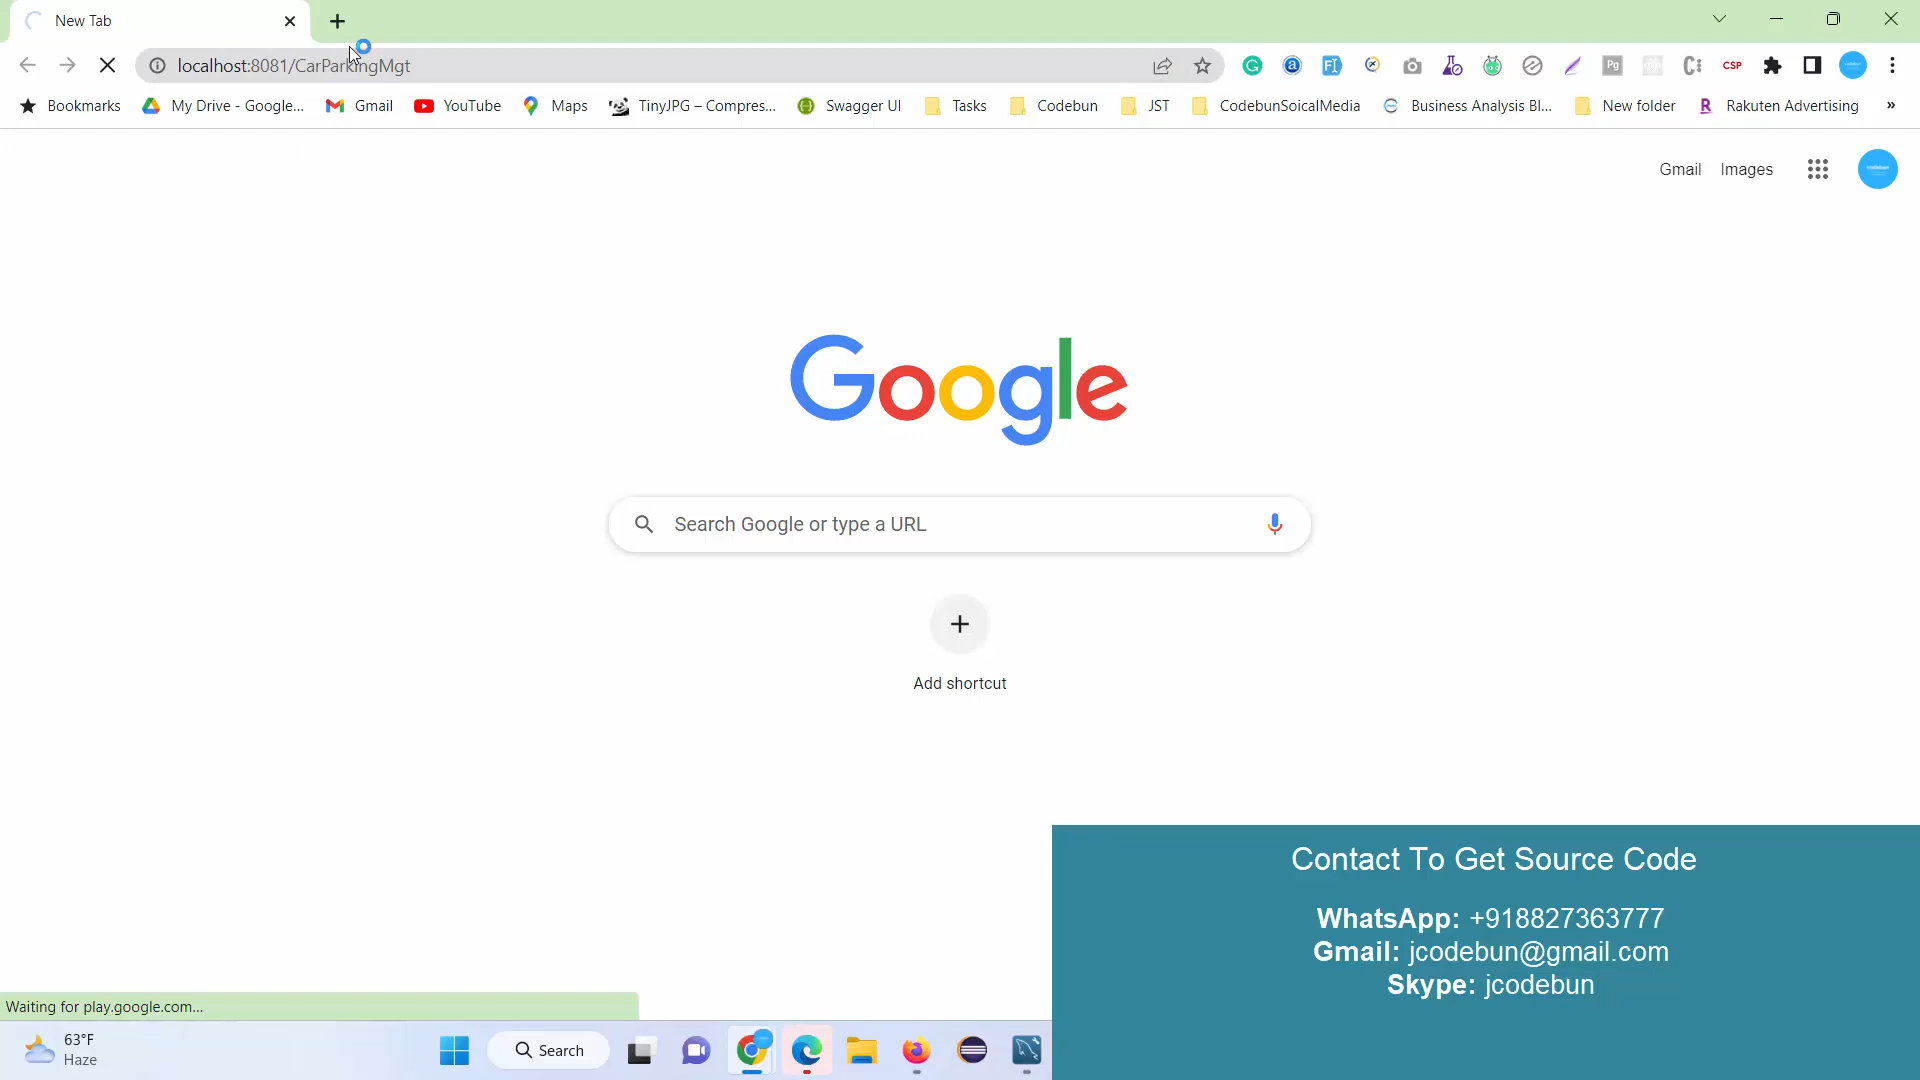 New Tab
localhost:8081/CarParkingMgt
CSP
Bookmarks
My Drive - Google...
Gmail
YouTube
Maps
TinyJPG – Compres...
Swagger UI
Tasks
Codebun
JST
CodebunSoicalMedia
Business Analysis Bl...
New folder
Rakuten Advertising
»
Gmail
Images
Google
Search Google or type a URL
Add shortcut
Contact To Get Source Code
WhatsApp: +918827363777
Gmail: jcodebun@gmail.com
Skype: jcodebun
Waiting for play.google.com...
63°F
Haze
Search